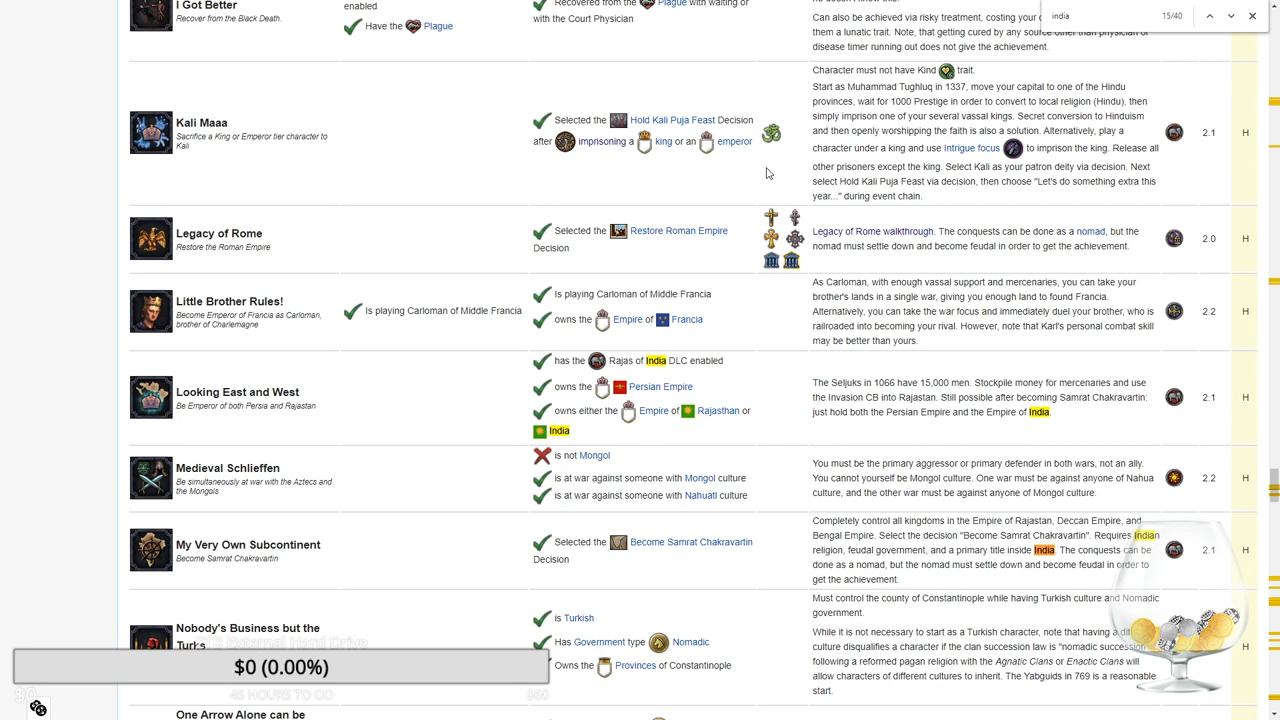 india
15/40
I Got Better
Recover from the Black Death.
enabled
Have the Plague
Recovered from the Plague with waiting or
with the Court Physician
Can also be achieved via risky treatment, costing your
them a lunatic trait. Note, that getting cured by any source other than physician or
disease timer running out does not give the achievement.
Kali Maaa
Sacrifice a King or Emperor tier character to
Kali
Selected the Hold Kali Puja Feast Decision
after imprisoning a king or an emperor
Character must not have Kind trait.
Start as Muhammad Tughluq in 1337, move your capital to one of the Hindu
provinces, wait for 1000 Prestige in order to convert to local religion (Hindu), then
simply imprison one of your several vassal kings. Secret conversion to Hinduism
and then openly worshipping the faith is also a solution. Alternatively, play a
character under a king and use Intrigue focus to imprison the king. Release all
other prisoners except the king. Select Kali as your patron deity via decision. Next
select Hold Kali Puja Feast via decision, then choose "Let's do something extra this
year..." during event chain.
2.1
H
Legacy of Rome
Restore the Roman Empire
Selected the Restore Roman Empire
Decision
Legacy of Rome walkthrough. The conquests can be done as a nomad, but the
nomad must settle down and become feudal in order to get the achievement.
2.0
H
Little Brother Rules!
Become Emperor of Francia as Carloman,
brother of Charlemagne
Is playing Carloman of Middle Francia
Is playing Carloman of Middle Francia
owns the Empire of Francia
As Carloman, with enough vassal support and mercenaries, you can take your
brother's lands in a single war, giving you enough land to found Francia.
Alternatively, you can take the war focus and immediately duel your brother, who is
railroaded into becoming your rival. However, note that Karl's personal combat skill
may be better than yours.
2.2
H
Looking East and West
Be Emperor of both Persia and Rajastan
has the Rajas of India DLC enabled
owns the Persian Empire
owns either the Empire of Rajasthan or
India
The Seljuks in 1066 have 15,000 men. Stockpile money for mercenaries and use
the Invasion CB into Rajastan. Still possible after becoming Samrat Chakravartin:
just hold both the Persian Empire and the Empire of India.
2.1
H
Medieval Schlieffen
Be simultaneously at war with the Aztecs and
the Mongols
is not Mongol
is at war against someone with Mongol culture
is at war against someone with Nahuatl culture
You must be the primary aggressor or primary defender in both wars, not an ally.
You cannot yourself be Mongol culture. One war must be against anyone of Nahua
culture, and the other war must be against anyone of Mongol culture.
2.2
H
My Very Own Subcontinent
Become Samrat Chakravartin
Selected the Become Samrat Chakravartin
Decision
Completely control all kingdoms in the Empire of Rajastan, Deccan Empire, and
Bengal Empire. Select the decision "Become Samrat Chakravartin". Requires Indian
religion, feudal government, and a primary title inside India. The conquests can be
done as a nomad, but the nomad must settle down and become feudal in order to
get the achievement.
2.1
H
Nobody's Business but the
Turks
is Turkish
Has Government type Nomadic
Owns the Provinces of Constantinople
Must control the county of Constantinople while having Turkish culture and Nomadic
government.
While it is not necessary to start as a Turkish character, note that having a
culture disqualifies a character if the clan succession law is "nomadic succession
following a reformed pagan religion with the Agnatic Clans or Enactic Clans will
allow characters of different cultures to inherit. The Yabguids in 769 is a reasonable
start.
H
External Hard Drive
$0 (0.00%)
$0
45 HOURS TO GO
One Arrow Alone can be